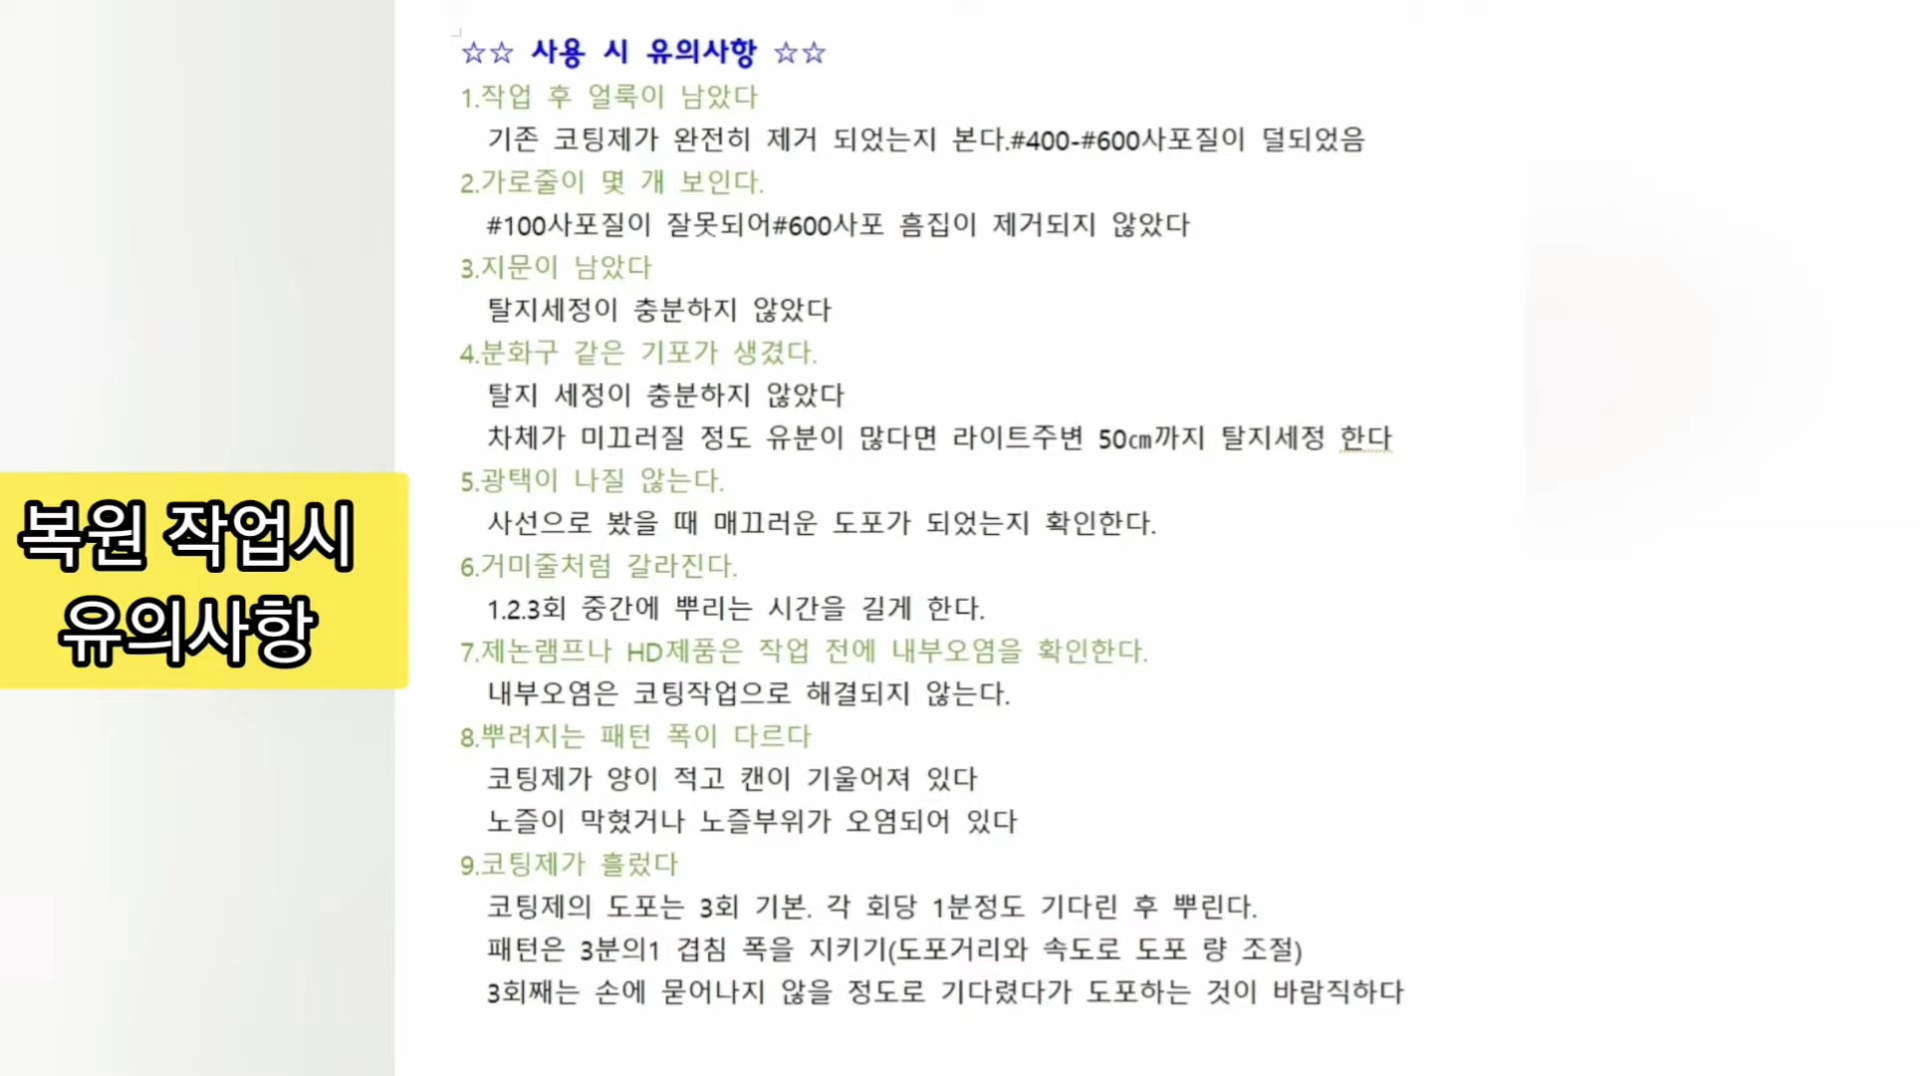 ☆☆ 사용 시 유의사항 ☆☆
1.작업 후 얼룩이 남았다
기존 코팅제가 완전히 제거 되었는지 본다.#400-#600사포질이 덜되었음
2.가로줄이 몇 개 보인다.
#100사포질이 잘못되어#600사포 흠집이 제거되지 않았다
3.지문이 남았다
탈지세정이 충분하지 않았다
4.분화구 같은 기포가 생겼다.
탈지 세정이 충분하지 않았다
차체가 미끄러질 정도 유분이 많다면 라이트주변 50㎝까지 탈지세정 한다
5.광택이 나질 않는다.
사선으로 봤을 때 매끄러운 도포가 되었는지 확인한다.
6.거미줄처럼 갈라진다.
1.2.3회 중간에 뿌리는 시간을 길게 한다.
7.제논램프나 HD제품은 작업 전에 내부오염을 확인한다.
내부오염은 코팅작업으로 해결되지 않는다.
8.뿌려지는 패턴 폭이 다르다
코팅제가 양이 적고 캔이 기울어져 있다
노즐이 막혔거나 노즐부위가 오염되어 있다
9.코팅제가 흘렀다
코팅제의 도포는 3회 기본. 각 회당 1분정도 기다린 후 뿌린다.
패턴은 3분의1 겹침 폭을 지키기(도포거리와 속도로 도포 량 조절)
3회째는 손에 묻어나지 않을 정도로 기다렸다가 도포하는 것이 바람직하다
복원 작업시
유의사항